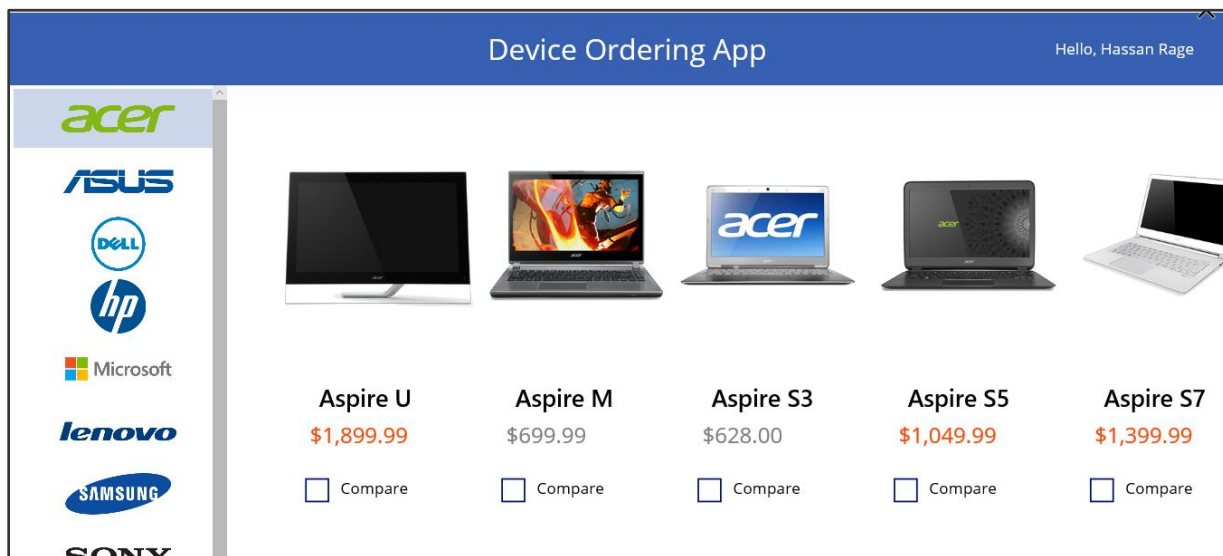 Device Ordering App
Hello, Hassan Rage
acer
ASUS
DELL
hp
Microsoft
lenovo
SAMSUNG
SONY
acer
acer
Aspire U
Aspire M
Aspire S3
Aspire S5
Aspire S7
$1,899.99
$699.99
$628.00
$1,049.99
$1,399.99
Compare
Compare
Compare
Compare
Compare